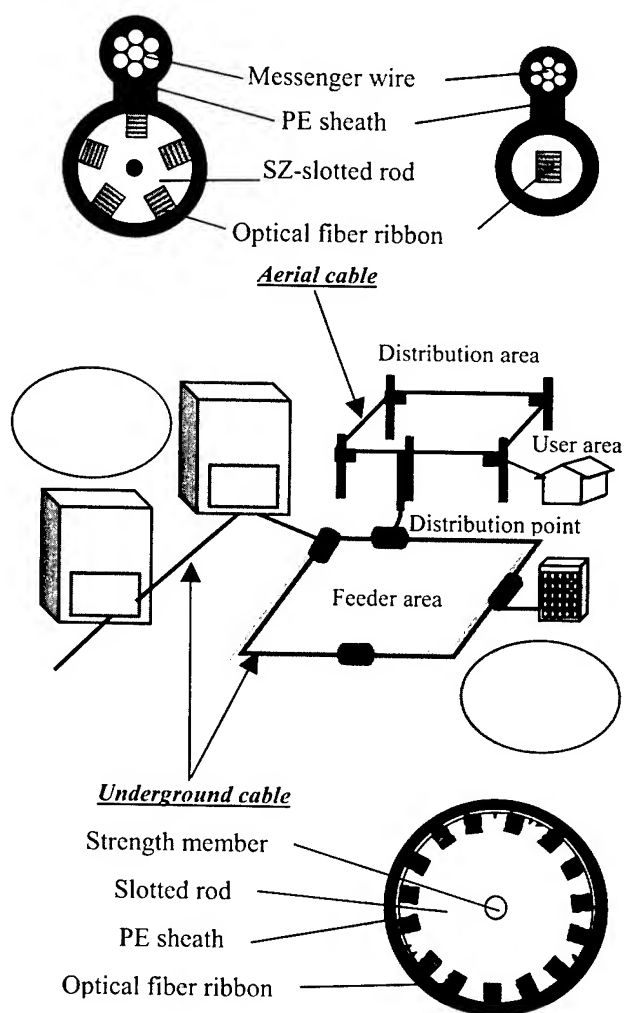 Messenger wire
PE sheath
SZ-slotted rod
Optical fiber ribbon
Aerial cable
Distribution area
User area
Distribution point
Feeder area
Underground cable
Strength member
Slotted rod
PE sheath
Optical fiber ribbon